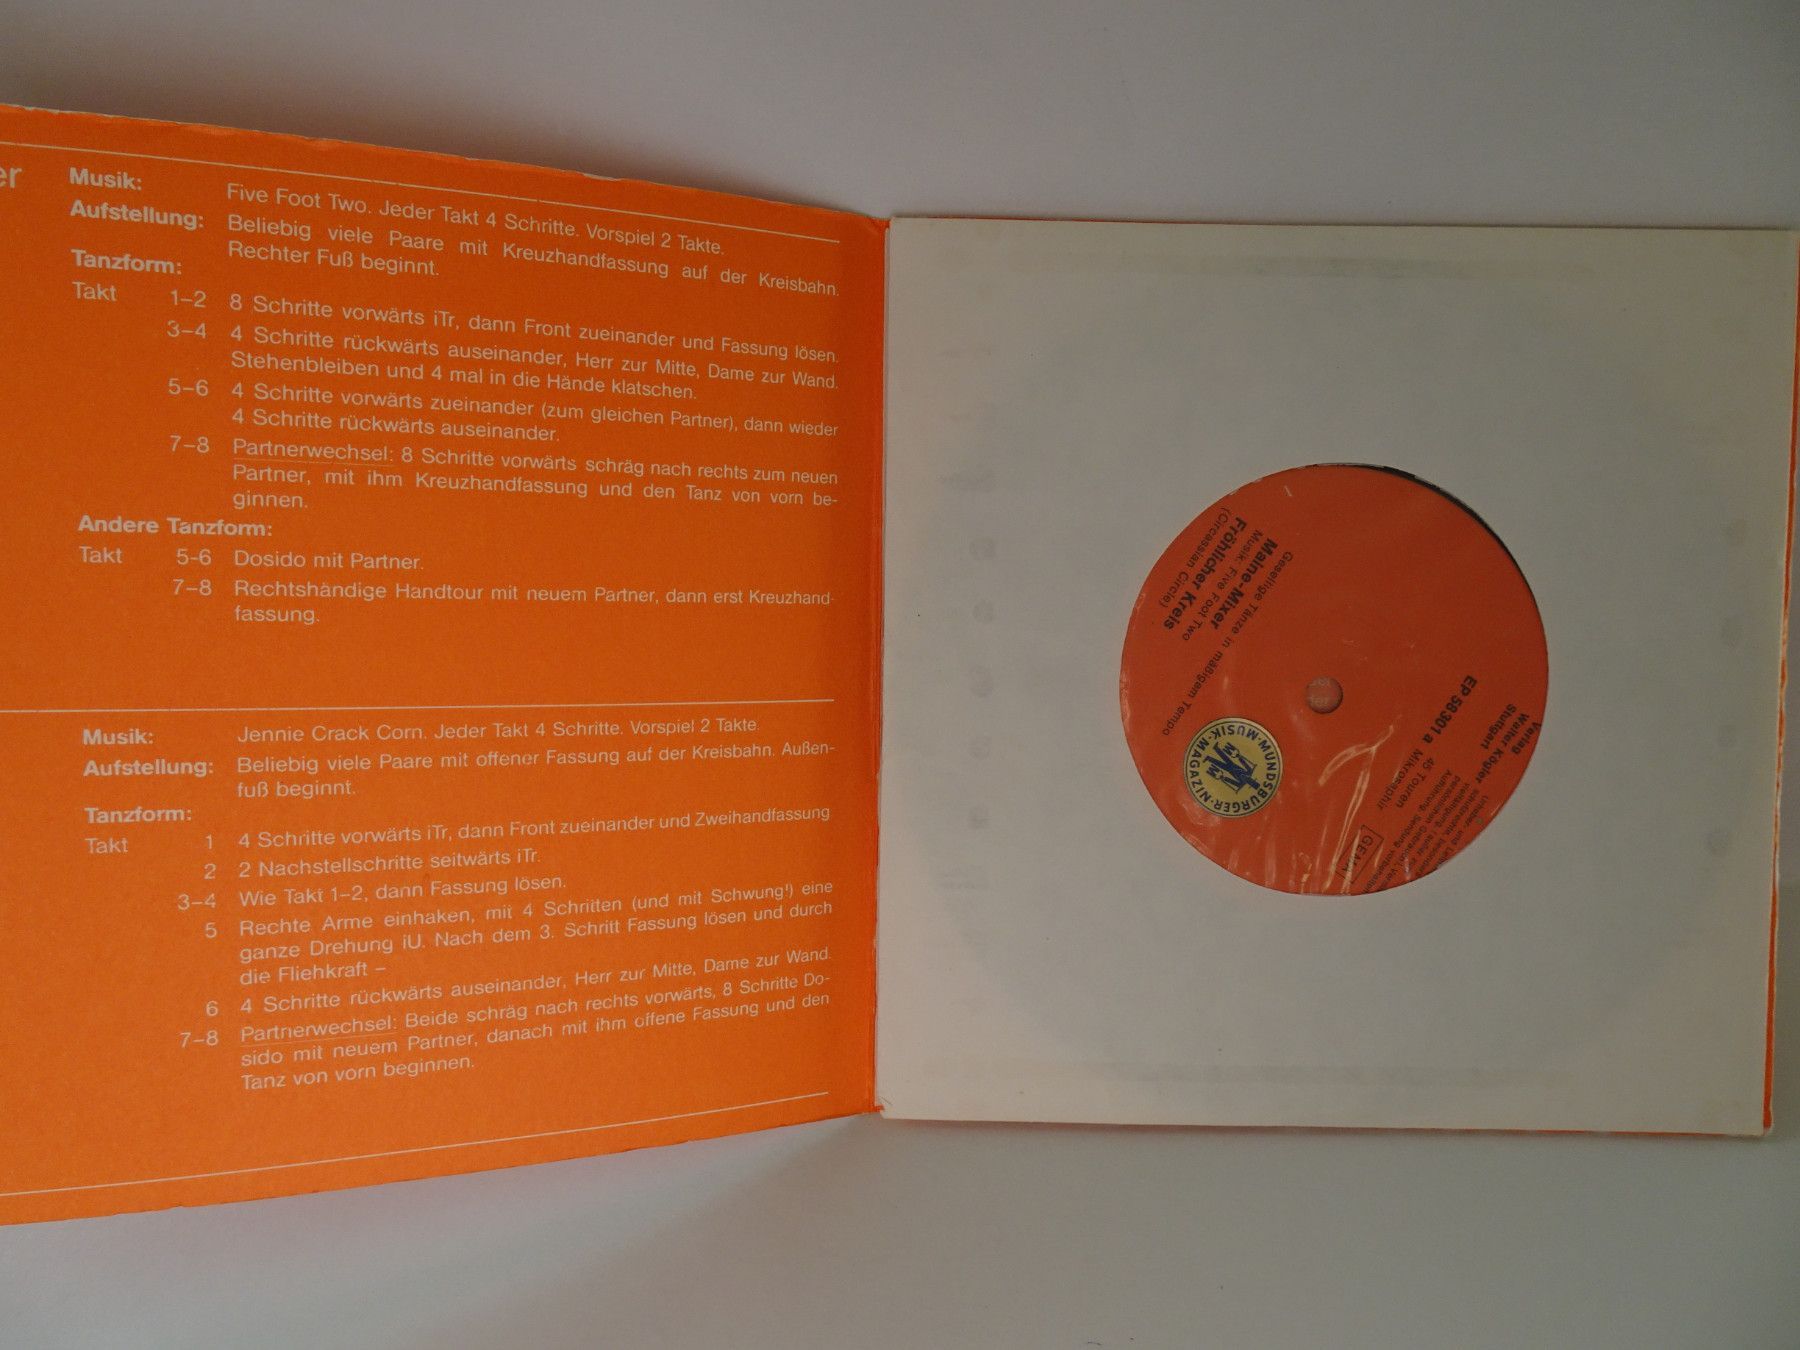 er
Musik: Five Foot Two. Jeder Takt 4 Schritte. Vorspiel 2 Takte.
Aufstellung: Beliebig viele Paare mit Kreuzhandfassung auf der Kreisbahn.
Rechter Fuß beginnt.
Tanzform:
Takt 1–2 8 Schritte vorwärts iTr, dann Front zueinander und Fassung lösen.
3–4 4 Schritte rückwärts auseinander, Herr zur Mitte, Dame zur Wand.
Stehenbleiben und 4 mal in die Hände klatschen.
5–6 4 Schritte vorwärts zueinander (zum gleichen Partner), dann wieder
4 Schritte rückwärts auseinander.
7–8 Partnerwechsel: 8 Schritte vorwärts schräg nach rechts zum neuen
Partner, mit ihm Kreuzhandfassung und den Tanz von vorn be-
ginnen.
Andere Tanzform:
Takt 5-6 Dosido mit Partner.
7–8 Rechtshändige Handtour mit neuem Partner, dann erst Kreuzhand-
fassung.
Musik: Jennie Crack Corn. Jeder Takt 4 Schritte. Vorspiel 2 Takte.
Aufstellung: Beliebig viele Paare mit offener Fassung auf der Kreisbahn. Außen-
fuß beginnt.
Tanzform:
Takt 1 4 Schritte vorwärts iTr, dann Front zueinander und Zweihandfassung
2 2 Nachstellschritte seitwärts iTr.
3–4 Wie Takt 1–2, dann Fassung lösen.
5 Rechte Arme einhaken, mit 4 Schritten (und mit Schwung!) eine
ganze Drehung iU. Nach dem 3. Schritt Fassung lösen und durch
die Fliehkraft –
6 4 Schritte rückwärts auseinander, Herr zur Mitte, Dame zur Wand
7–8 Partnerwechsel: Beide schräg nach rechts vorwärts, 8 Schritte Do-
sido mit neuem Partner, danach mit ihm offene Fassung und den
Tanz von vorn beginnen.
Verlag
Walter Kögler
Stuttgart
EP 58 301 a Mikrosaphir
45 Touren
GEMA
Gesellige Tänze in mäßigem Tempo
Maine-Mixer
Musik: Five Foot Two
Fröhlicher Kreis
(Circassian Circle)
MUNDSBURGER·MUSIK·MAGAZIN